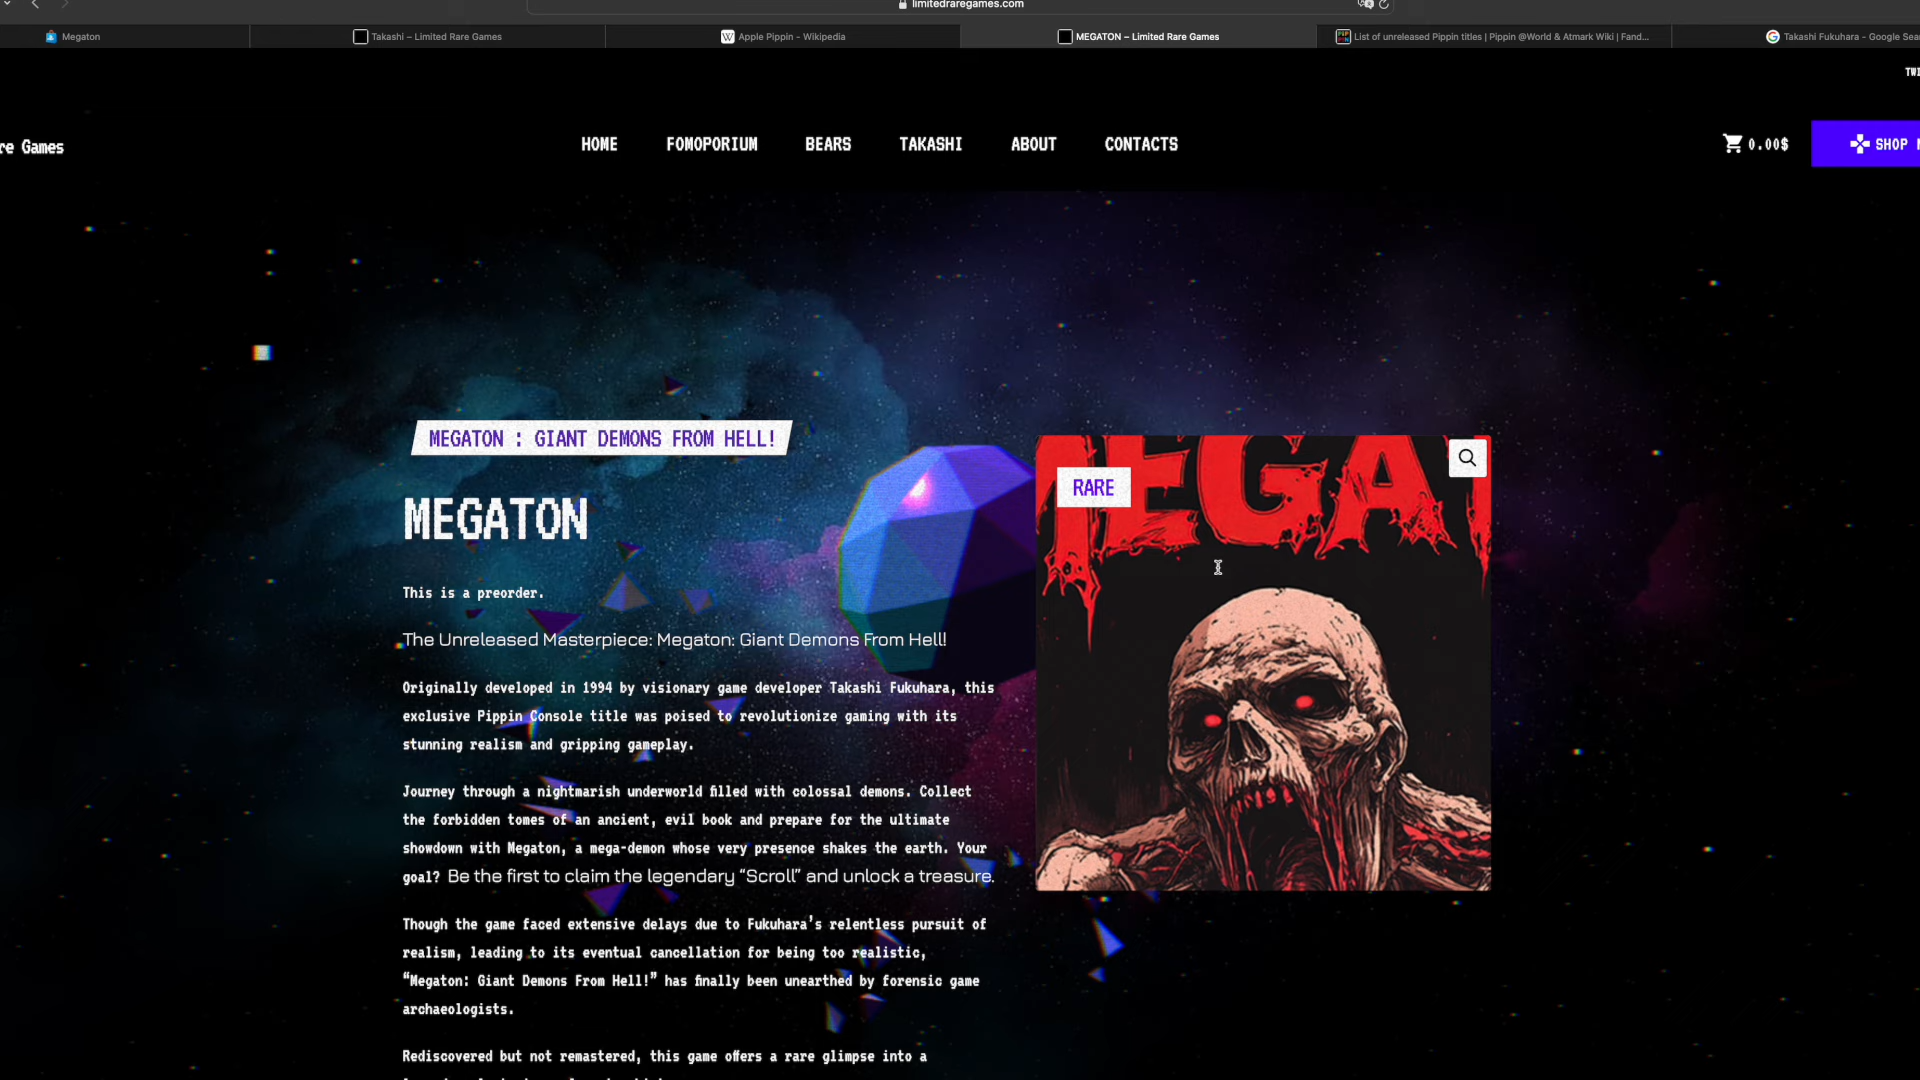 limitedraregames.com
Megaton
Takashi – Limited Rare Games
Apple Pippin - Wikipedia
MEGATON – Limited Rare Games
List of unreleased Pippin titles | Pippin @World & Atmark Wiki | Fand...
Takashi Fukuhara - Google Sea
TWI
re Games
HOME
FOMOPORIUM
BEARS
TAKASHI
ABOUT
CONTACTS
0.00$
SHOP
MEGATON : GIANT DEMONS FROM HELL!
MEGA
RARE
MEGATON
This is a preorder.
The Unreleased Masterpiece: Megaton: Giant Demons From Hell!
Originally developed in 1994 by visionary game developer Takashi Fukuhara, this
exclusive Pippin Console title was poised to revolutionize gaming with its
stunning realism and gripping gameplay.
Journey through a nightmarish underworld filled with colossal demons. Collect
the forbidden tomes of an ancient, evil book and prepare for the ultimate
showdown with Megaton, a mega-demon whose very presence shakes the earth. Your
goal? Be the first to claim the legendary “Scroll” and unlock a treasure.
Though the game faced extensive delays due to Fukuhara’s relentless pursuit of
realism, leading to its eventual cancellation for being too realistic,
“Megaton: Giant Demons From Hell!” has finally been unearthed by forensic game
archaeologists.
Rediscovered but not remastered, this game offers a rare glimpse into a